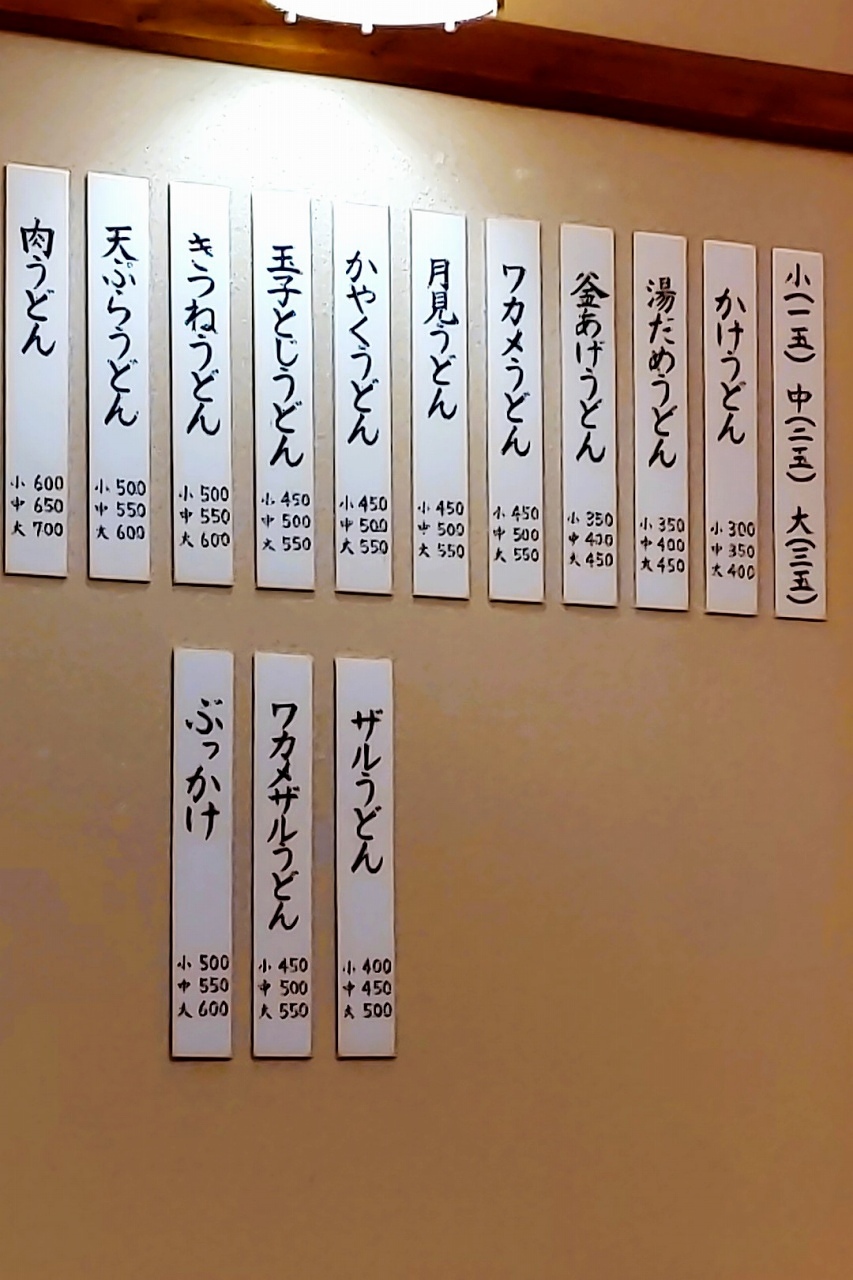 小(一玉) 中(二玉) 大(三玉)
かけうどん
小 300
中 350
大 400
湯だめうどん
小 350
中 400
大 450
釜あげうどん
小 350
中 400
大 450
ワカメうどん
小 450
中 500
大 550
月見うどん
小 450
中 500
大 550
かやくうどん
小 450
中 500
大 550
玉子とじうどん
小 450
中 500
大 550
きつねうどん
小 500
中 550
大 600
天ぷらうどん
小 500
中 550
大 600
肉うどん
小 600
中 650
大 700
ザルうどん
小 400
中 450
大 500
ワカメザルうどん
小 450
中 500
大 550
ぶっかけ
小 500
中 550
大 600